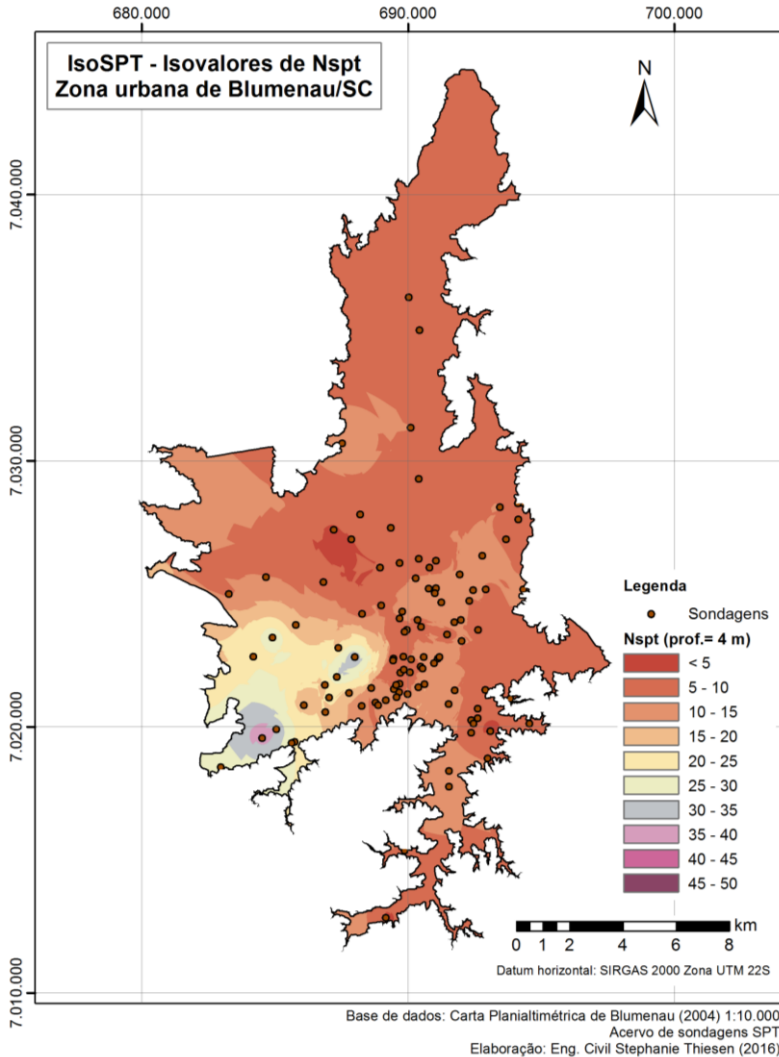 680.000 690.000 700.000
IsoSPT - Isovalores de Nspt
Zona urbana de Blumenau/SC
N
7.040.000
7.030.000
7.020.000
7.010.000
Legenda
Sondagens
Nspt (prof.= 4 m)
< 5
5 - 10
10 - 15
15 - 20
20 - 25
25 - 30
30 - 35
35 - 40
40 - 45
45 - 50
km
0 1 2 4 6 8
Datum horizontal: SIRGAS 2000 Zona UTM 22S
Base de dados: Carta Planialtimétrica de Blumenau (2004) 1:10.000
Acervo de sondagens SPT
Elaboração: Eng. Civil Stephanie Thiesen (2016)